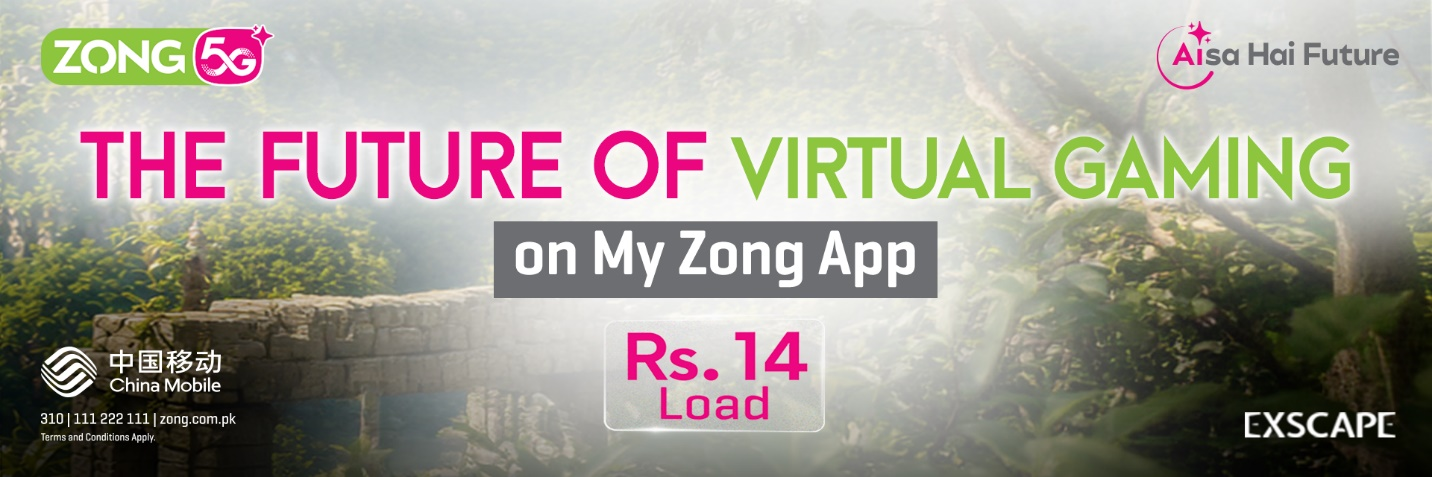 ZONG 5G
Aisa Hai Future
THE FUTURE OF VIRTUAL GAMING
on My Zong App
Rs. 14
Load
中国移动
China Mobile
310 | 111 222 111 | zong.com.pk
Terms and Conditions Apply.
EXSCAPE